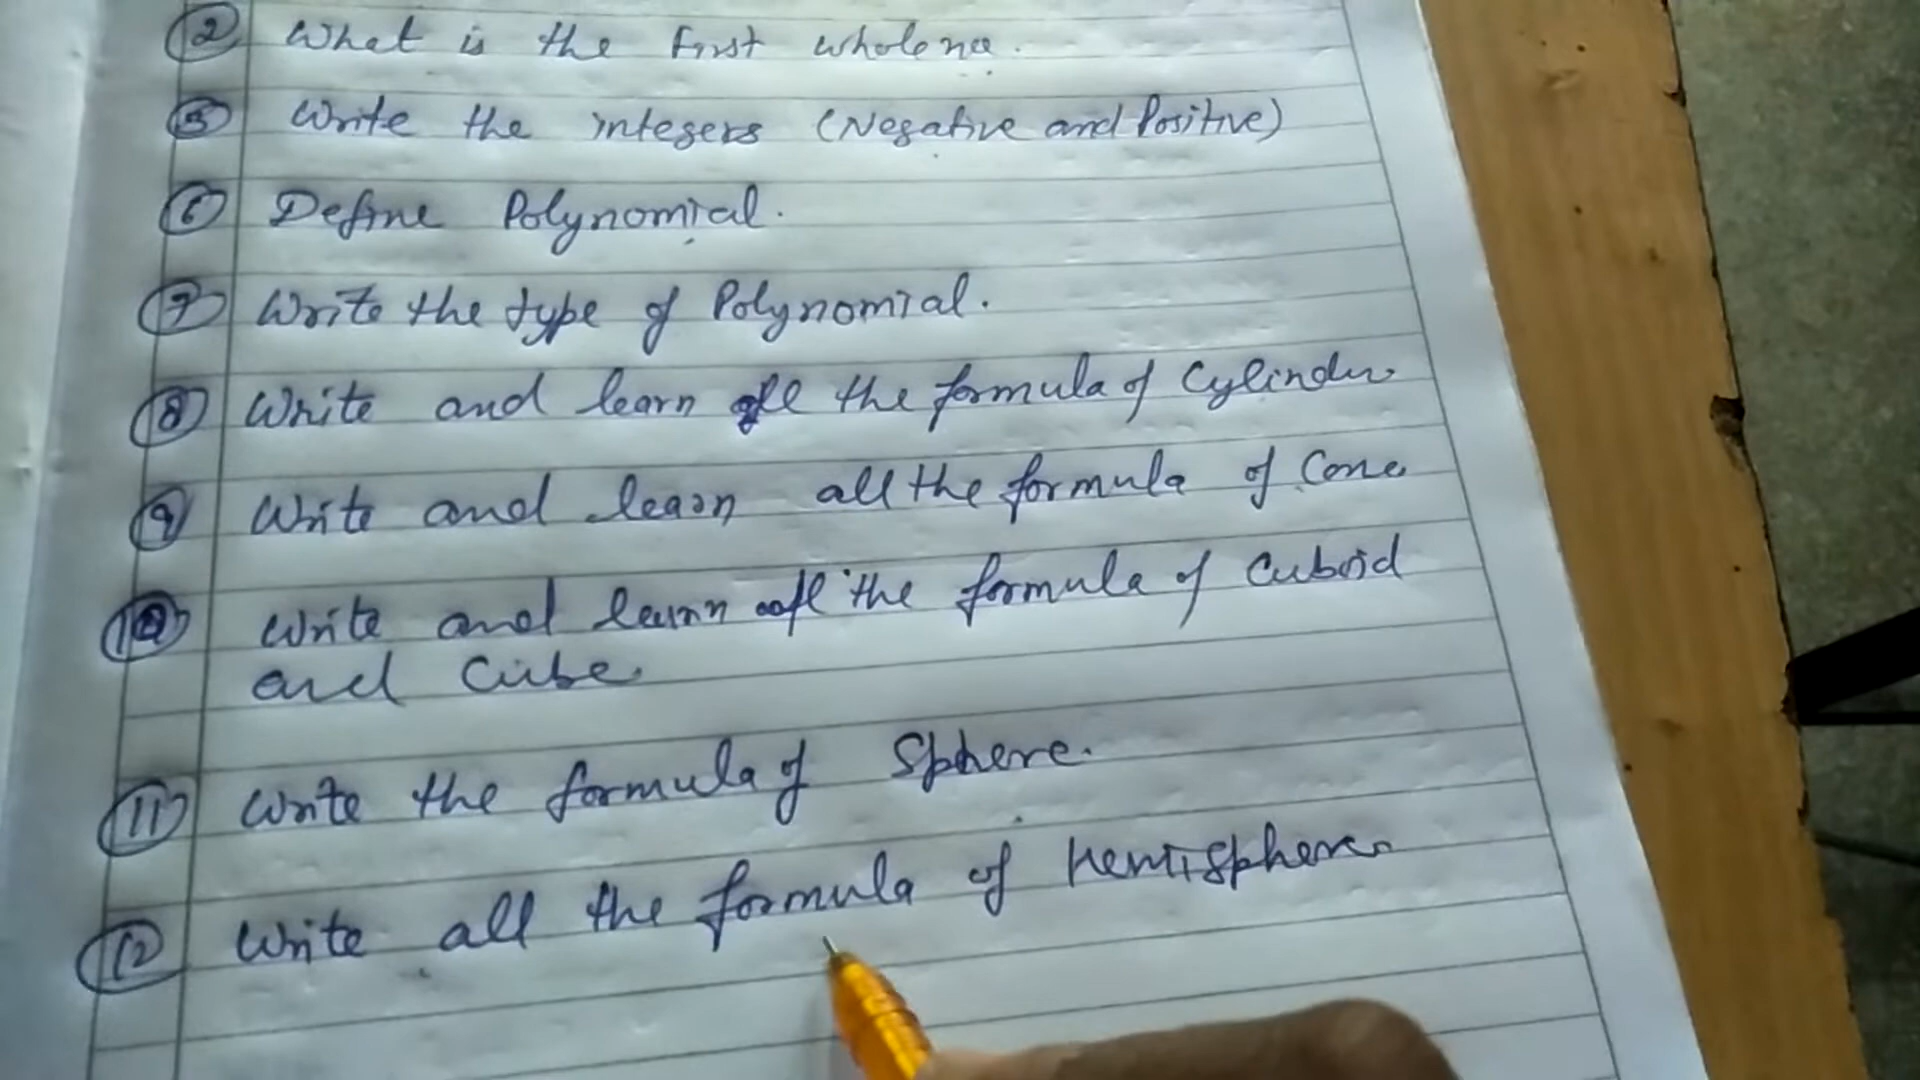 ② What is the first whole no.
⑤ Write the integers (Negative and Positive)
⑥ Define Polynomial.
⑦ Write the type of Polynomial.
⑧ Write and learn all the formula of Cylinder
⑨ Write and learn all the formula of Cone
⑩ Write and learn all the formula of Cuboid
and Cube.
⑪ Write the formula of Sphere.
⑫ Write all the formula of hemisphere.